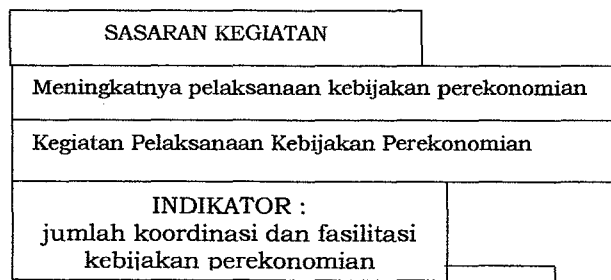 SASARAN KEGIATAN
Meningkatnya pelaksanaan kebijakan perekonomian
Kegiatan Pelaksanaan Kebijakan Perekonomian
INDIKATOR :
jumlah koordinasi dan fasilitasi
kebijakan perekonomian